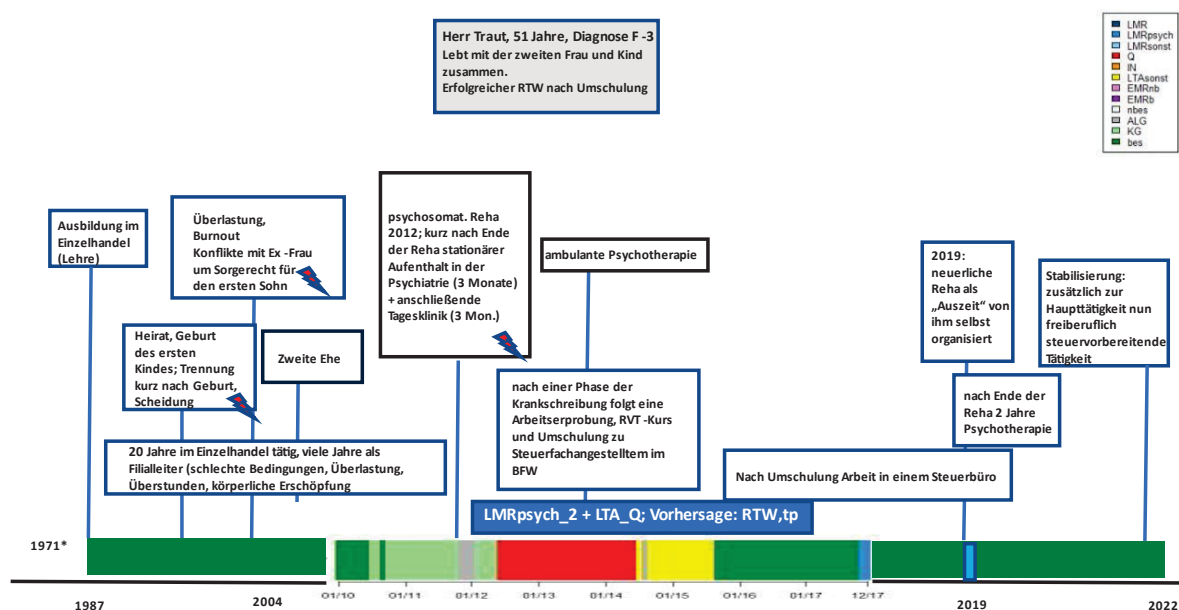 Herr Traut, 51 Jahre, Diagnose F -3
Lebt mit der zweiten Frau und Kind
zusammen.
Erfolgreicher RTW nach Umschulung
LMR
LMRpsych
LMRsonst
Q
IN
LTAsonst
EMRnb
EMRb
nbes
ALG
KG
bes
Ausbildung im
Einzelhandel
(Lehre)
Überlastung,
Burnout
Konflikte mit Ex -Frau
um Sorgerecht für
den ersten Sohn
Heirat, Geburt
des ersten
Kindes; Trennung
kurz nach Geburt,
Scheidung
Zweite Ehe
20 Jahre im Einzelhandel tätig, viele Jahre als
Filialleiter (schlechte Bedingungen, Überlastung,
Überstunden, körperliche Erschöpfung
psychosomat. Reha
2012; kurz nach Ende
der Reha stationärer
Aufenthalt in der
Psychiatrie (3 Monate)
+ anschließende
Tagesklinik (3 Mon.)
ambulante Psychotherapie
nach einer Phase der
Krankschreibung folgt eine
Arbeitserprobung, RVT -Kurs
und Umschulung zu
Steuerfachangestelltem im
BFW
2019:
neuerliche
Reha als
„Auszeit“ von
ihm selbst
organisiert
Stabilisierung:
zusätzlich zur
Haupttätigkeit nun
freiberuflich
steuervorbereitende
Tätigkeit
nach Ende der
Reha 2 Jahre
Psychotherapie
Nach Umschulung Arbeit in einem Steuerbüro
LMRpsych_2 + LTA_Q; Vorhersage: RTW,tp
1971*
01/10
01/11
01/12
01/13
01/14
01/15
01/16
01/17
12/17
1987
2004
2019
2022